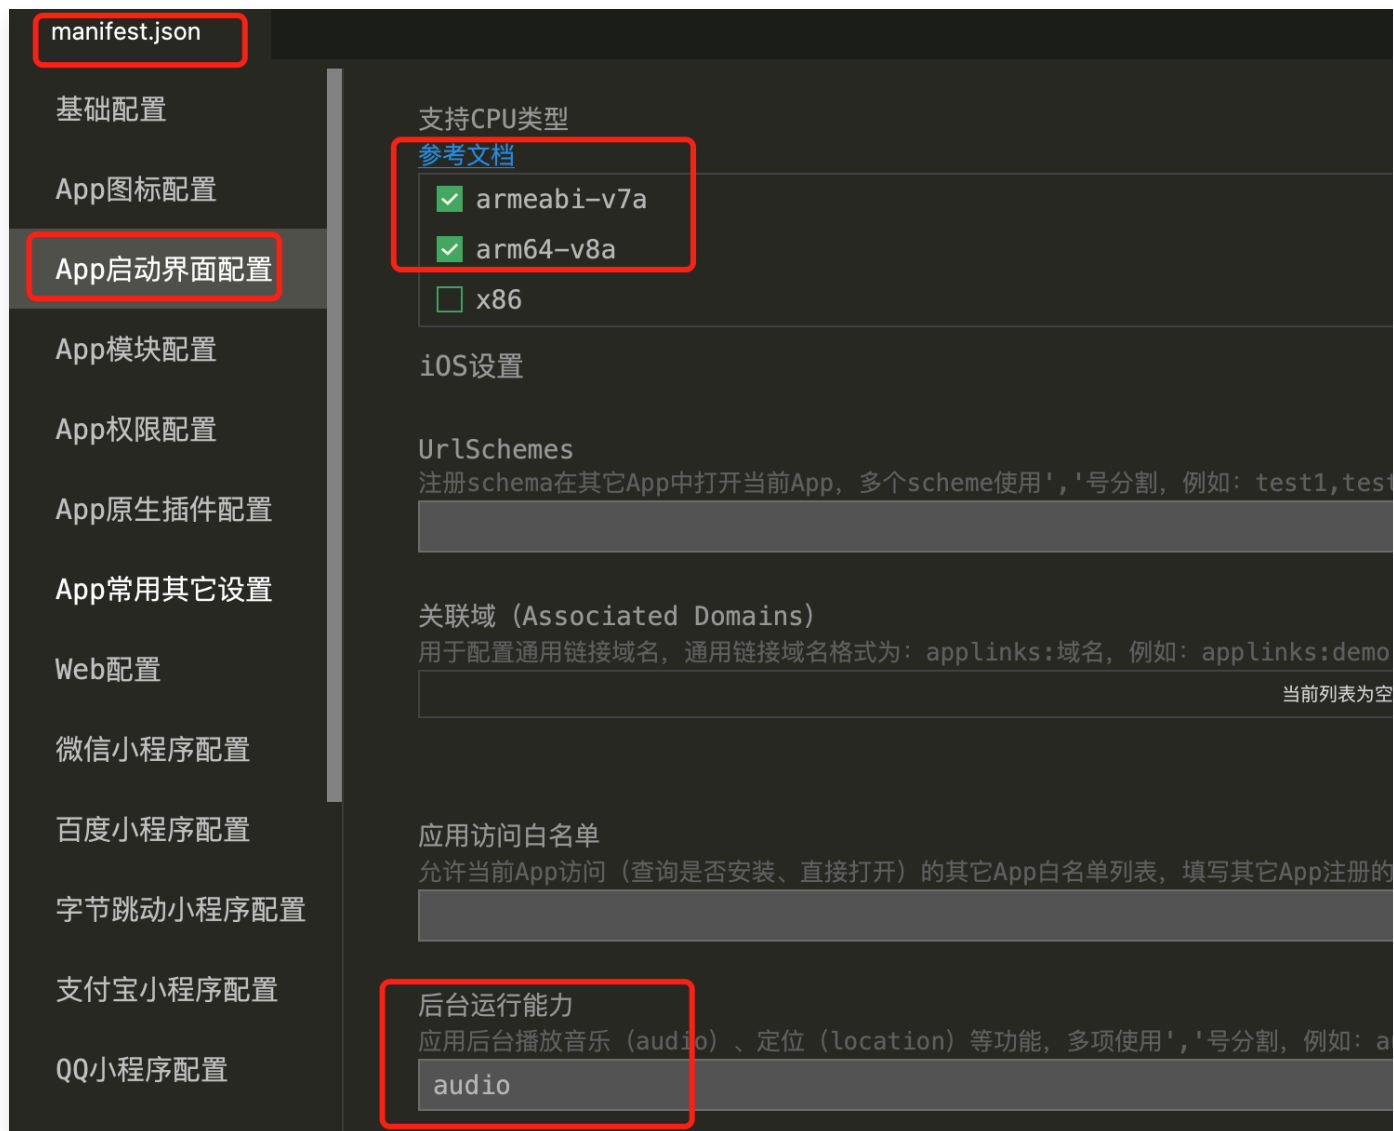 manifest.json
基础配置
App图标配置
App启动界面配置
App模块配置
App权限配置
App原生插件配置
App常用其它设置
Web配置
微信小程序配置
百度小程序配置
字节跳动小程序配置
支付宝小程序配置
QQ小程序配置
支持CPU类型
参考文档
armeabi-v7a
arm64-v8a
x86
iOS设置
UrlSchemes
注册schema在其它App中打开当前App，多个scheme使用','号分割，例如：test1,test
关联域（Associated Domains）
用于配置通用链接域名，通用链接域名格式为：applinks:域名，例如：applinks:demo
当前列表为空
应用访问白名单
允许当前App访问（查询是否安装、直接打开）的其它App白名单列表，填写其它App注册的
后台运行能力
应用后台播放音乐（audio）、定位（location）等功能，多项使用','号分割，例如：au
audio